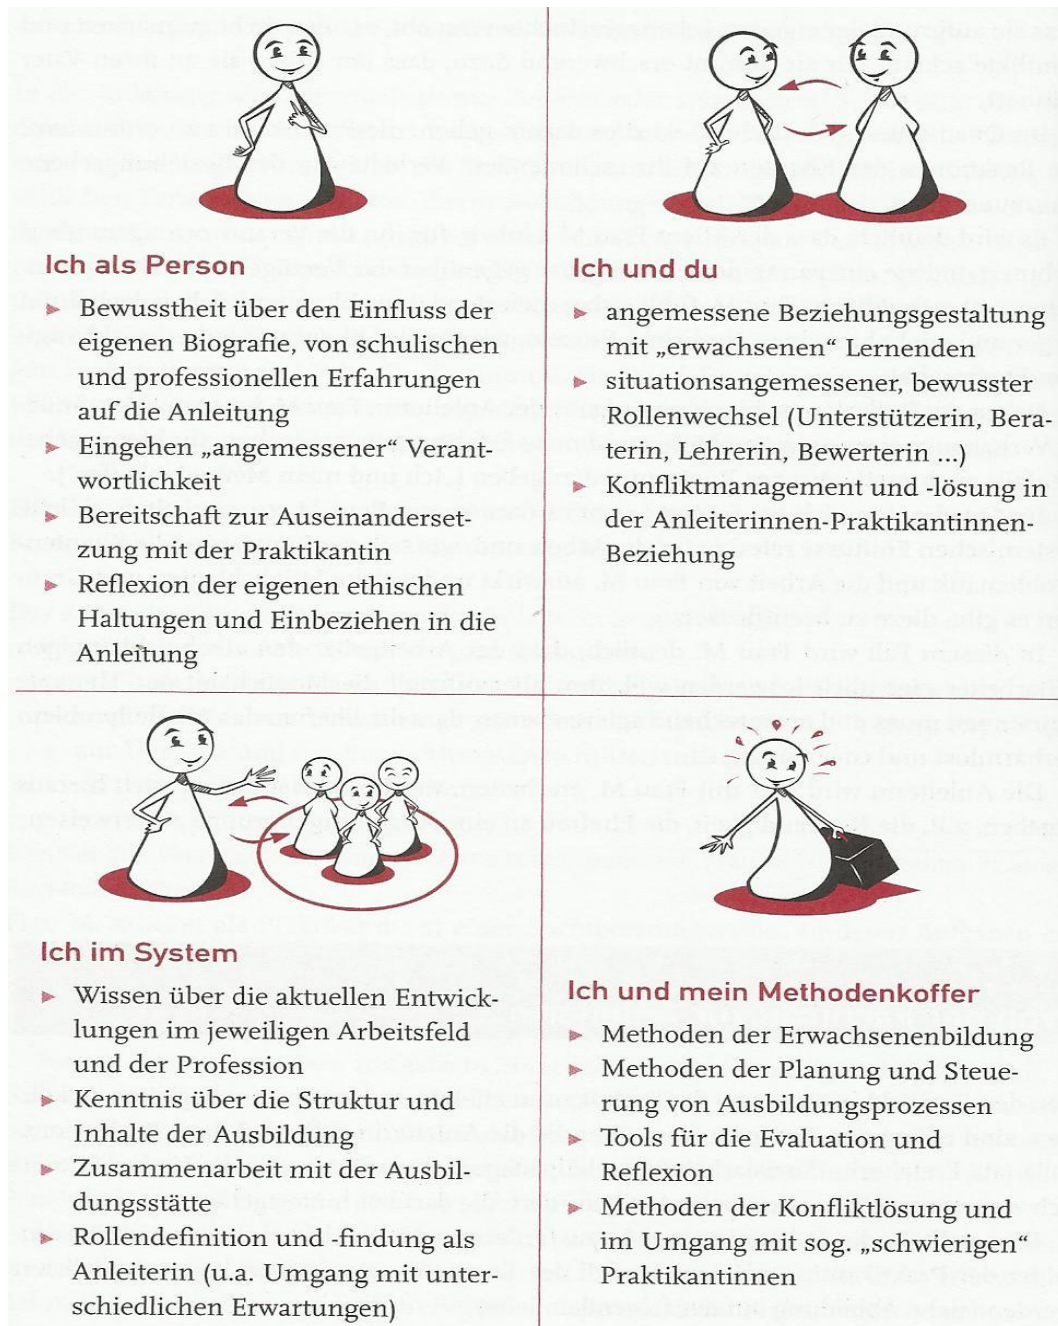 Ich als Person
▸ Bewusstheit über den Einfluss der
eigenen Biografie, von schulischen
und professionellen Erfahrungen
auf die Anleitung
▸ Eingehen „angemessener“ Verant-
wortlichkeit
▸ Bereitschaft zur Auseinanderset-
zung mit der Praktikantin
▸ Reflexion der eigenen ethischen
Haltungen und Einbeziehen in die
Anleitung
Ich und du
▸ angemessene Beziehungsgestaltung
mit „erwachsenen“ Lernenden
▸ situationsangemessener, bewusster
Rollenwechsel (Unterstützerin, Bera-
terin, Lehrerin, Bewerterin ...)
▸ Konfliktmanagement und -lösung in
der Anleiterinnen-Praktikantinnen-
Beziehung
Ich im System
▸ Wissen über die aktuellen Entwick-
lungen im jeweiligen Arbeitsfeld
und der Profession
▸ Kenntnis über die Struktur und
Inhalte der Ausbildung
▸ Zusammenarbeit mit der Ausbil-
dungsstätte
▸ Rollendefinition und -findung als
Anleiterin (u.a. Umgang mit unter-
schiedlichen Erwartungen)
Ich und mein Methodenkoffer
▸ Methoden der Erwachsenenbildung
▸ Methoden der Planung und Steue-
rung von Ausbildungsprozessen
▸ Tools für die Evaluation und
Reflexion
▸ Methoden der Konfliktlösung und
im Umgang mit sog. „schwierigen“
Praktikantinnen